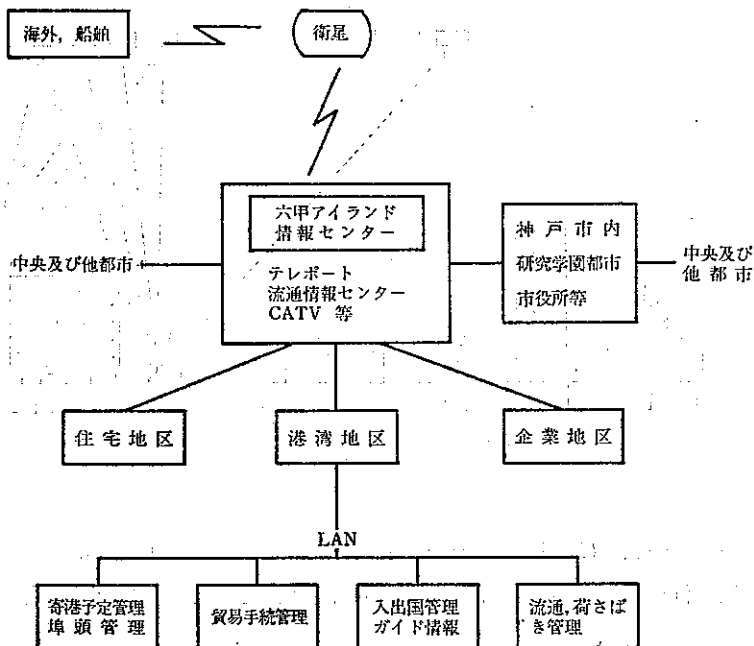 海外, 船舶
衛星
六甲アイランド
情報センター
テレポート
流通情報センター
CATV 等
中央及び他都市
神戸市内
研究学園都市
市役所等
中央及び
他都市
住宅地区
港湾地区
企業地区
LAN
寄港予定管理
埠頭管理
貿易手続管理
入出国管理
ガイド情報
流通, 荷さば
き管理